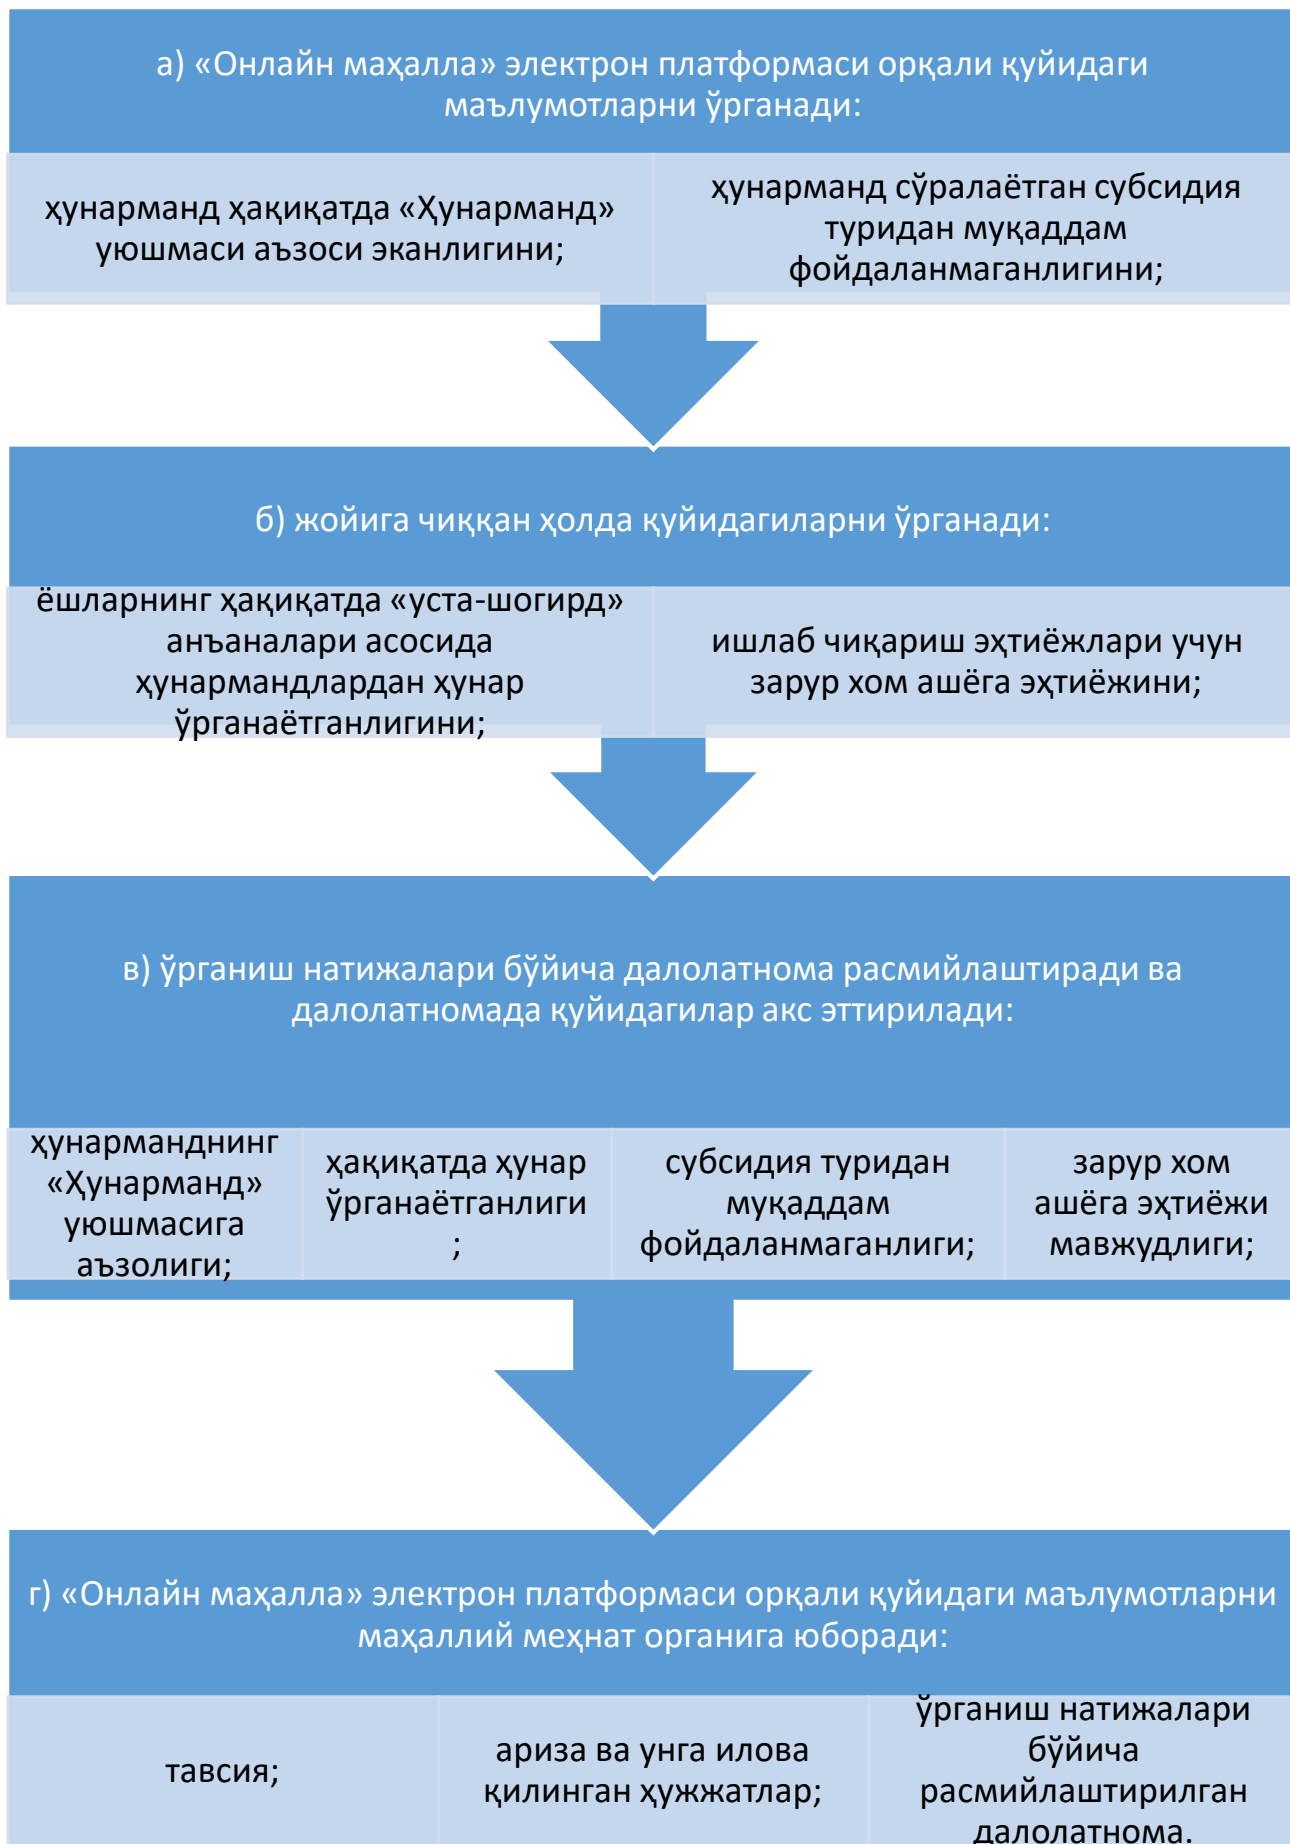 а) «Онлайн маҳалла» электрон платформаси орқали қуйидаги
маълумотларни ўрганади:
ҳунарманд ҳақиқатда «Ҳунарманд»
уюшмаси аъзоси эканлигини;
ҳунарманд сўралаётган субсидия
туридан муқаддам
фойдаланмаганлигини;
б) жойига чиққан ҳолда қуйидагиларни ўрганади:
ёшларнинг ҳақиқатда «уста-шогирд»
анъаналари асосида
ҳунармандлардан ҳунар
ўрганаётганлигини;
ишлаб чиқариш эҳтиёжлари учун
зарур хом ашёга эҳтиёжини;
в) ўрганиш натижалари бўйича далолатнома расмийлаштиради ва
далолатномада қуйидагилар акс эттирилади:
ҳунарманднинг
«Ҳунарманд»
уюшмасига
аъзолиги;
ҳақиқатда ҳунар
ўрганаётганлиги
;
субсидия туридан
муқаддам
фойдаланмаганлиги;
зарур хом
ашёга эҳтиёжи
мавжудлиги;
г) «Онлайн маҳалла» электрон платформаси орқали қуйидаги маълумотларни
маҳаллий меҳнат органига юборади:
тавсия;
ариза ва унга илова
қилинган ҳужжатлар;
ўрганиш натижалари
бўйича
расмийлаштирилган
далолатнома.